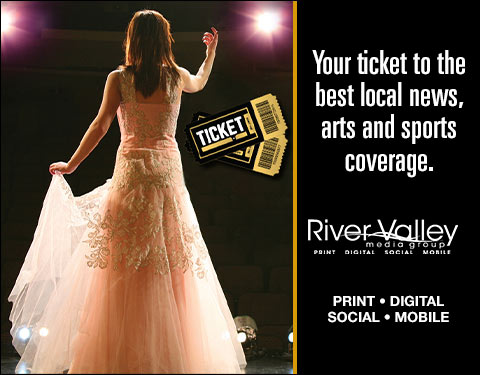 TICKET
Your ticket to the
best local news,
arts and sports
coverage.
River Valley
media group
PRINT DIGITAL SOCIAL MOBILE
PRINT • DIGITAL
SOCIAL • MOBILE